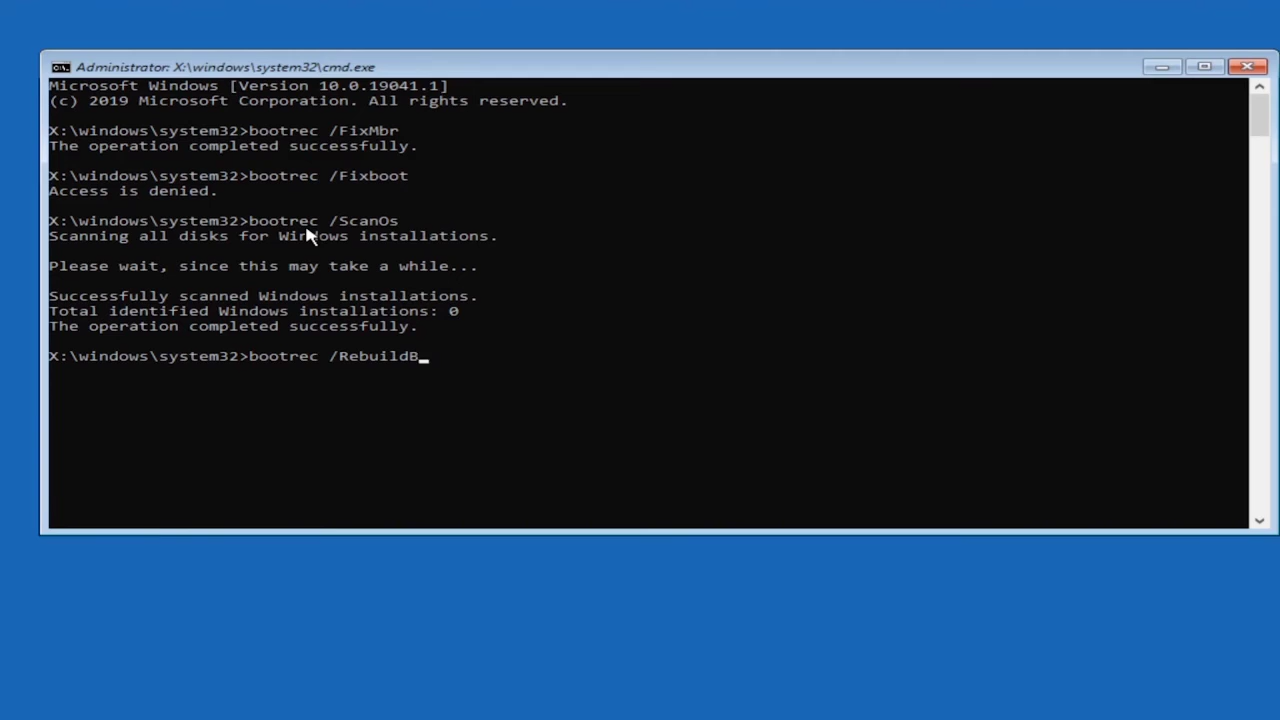 Administrator: X:\windows\system32\cmd.exe
Microsoft Windows [Version 10.0.19041.1]
(c) 2019 Microsoft Corporation. All rights reserved.
X:\windows\system32>bootrec /FixMbr
The operation completed successfully.
X:\windows\system32>bootrec /Fixboot
Access is denied.
X:\windows\system32>bootrec /ScanOs
Scanning all disks for Windows installations.
Please wait, since this may take a while...
Successfully scanned Windows installations.
Total identified Windows installations: 0
The operation completed successfully.
X:\windows\system32>bootrec /RebuildB_